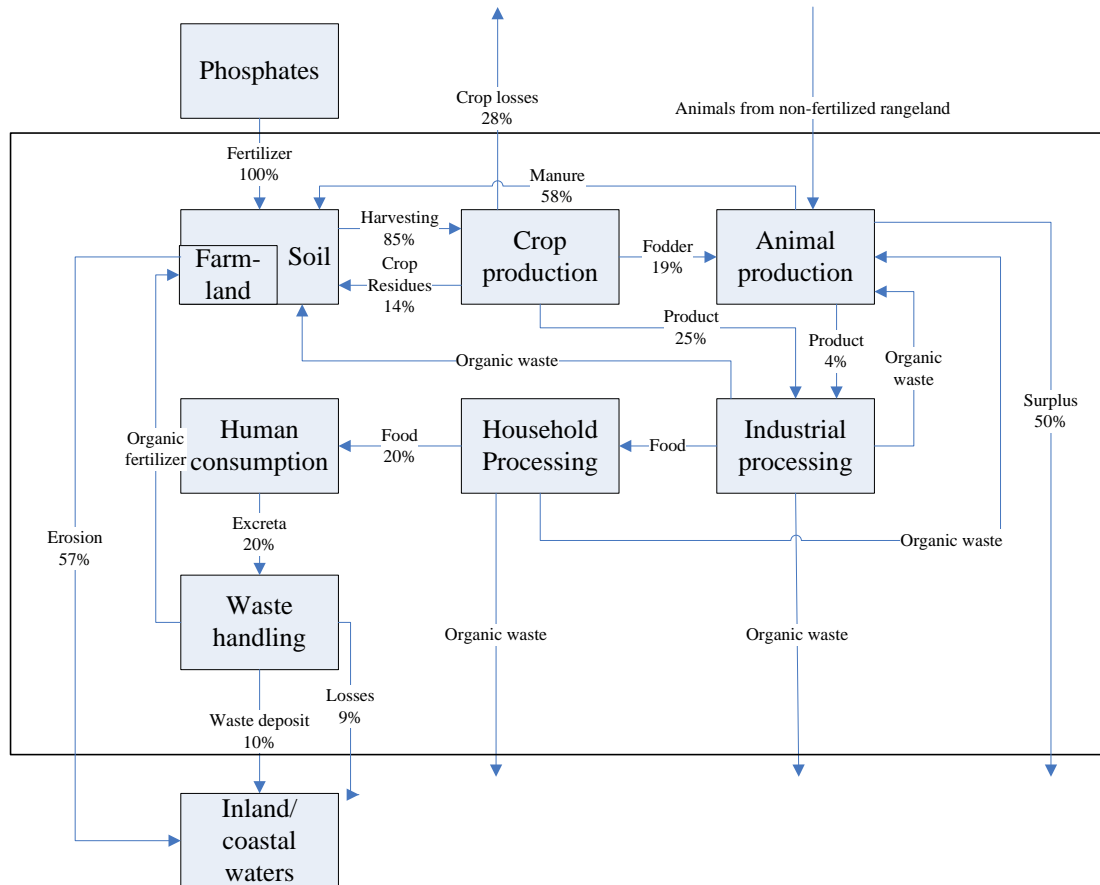 Phosphates
Crop losses
28%
Animals from non-fertilized rangeland
Fertilizer
100%
Manure
58%
Harvesting
85%
Soil
Farm-
land
Crop
Residues
14%
Crop
production
Fodder
19%
Animal
production
Product
25%
Product
4%
Organic waste
Organic
waste
Surplus
50%
Organic
fertilizer
Human
consumption
Food
20%
Household
Processing
Food
Industrial
processing
Erosion
57%
Excreta
20%
Organic waste
Waste
handling
Organic waste
Organic waste
Losses
9%
Waste deposit
10%
Inland/
coastal
waters